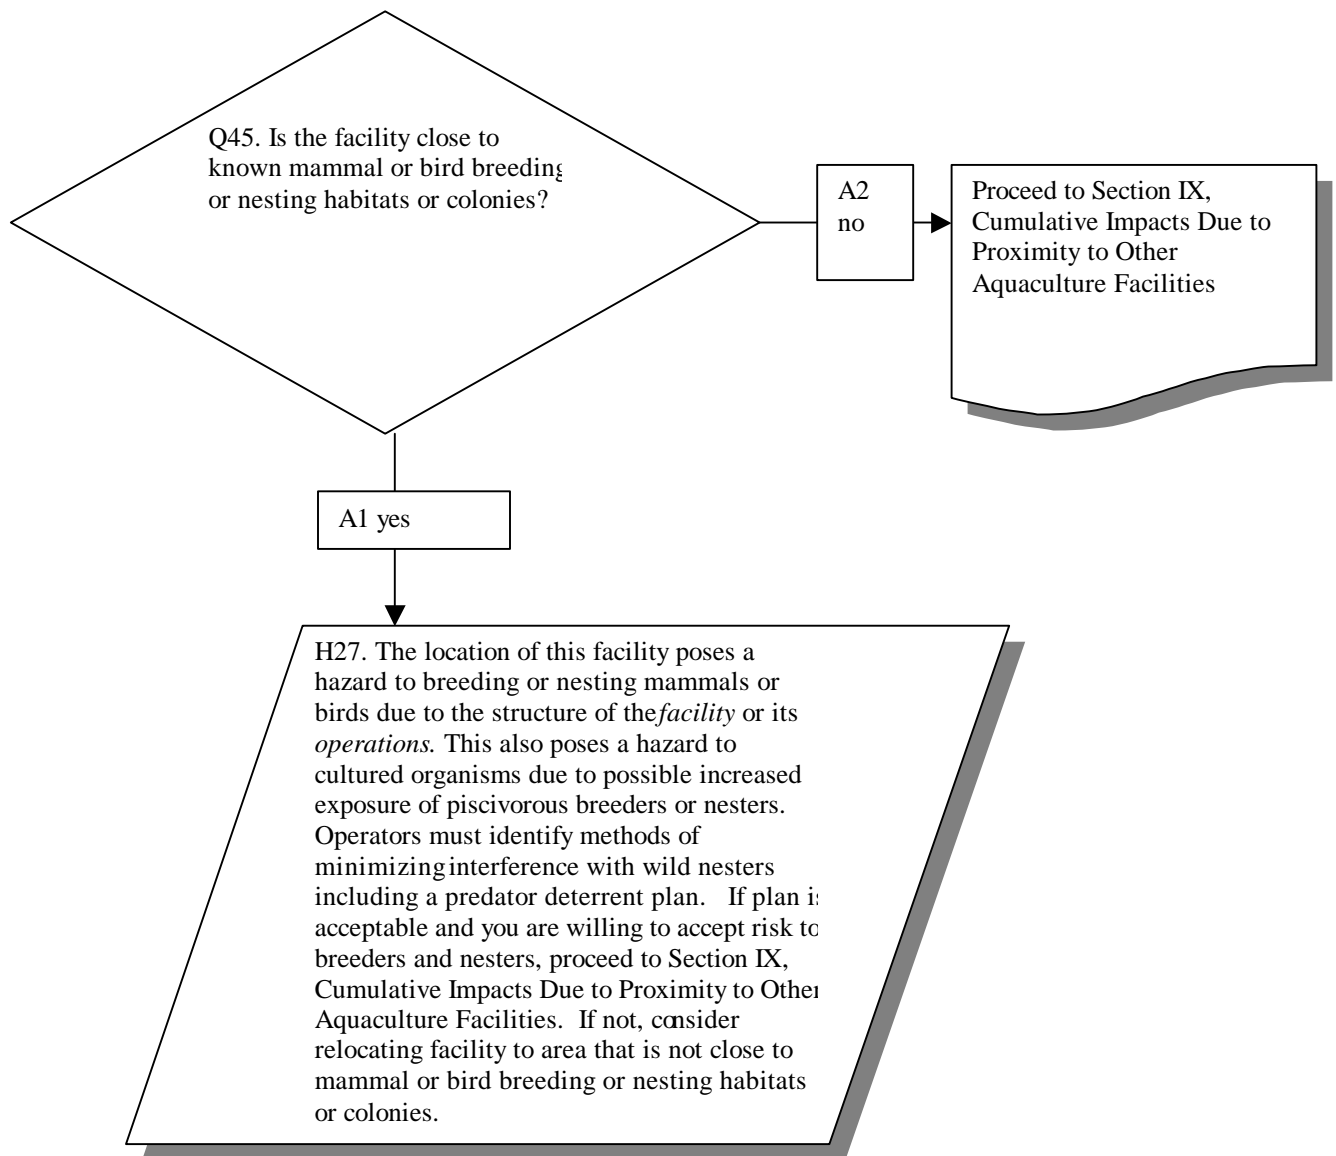 Q45. Is the facility close to
known mammal or bird breeding
or nesting habitats or colonies?
A2
no
Proceed to Section IX,
Cumulative Impacts Due to
Proximity to Other
Aquaculture Facilities
A1 yes
H27. The location of this facility poses a
hazard to breeding or nesting mammals or
birds due to the structure of the facility or its
operations. This also poses a hazard to
cultured organisms due to possible increased
exposure of piscivorous breeders or nesters.
Operators must identify methods of
minimizing interference with wild nesters
including a predator deterrent plan. If plan is
acceptable and you are willing to accept risk to
breeders and nesters, proceed to Section IX,
Cumulative Impacts Due to Proximity to Other
Aquaculture Facilities. If not, consider
relocating facility to area that is not close to
mammal or bird breeding or nesting habitats
or colonies.